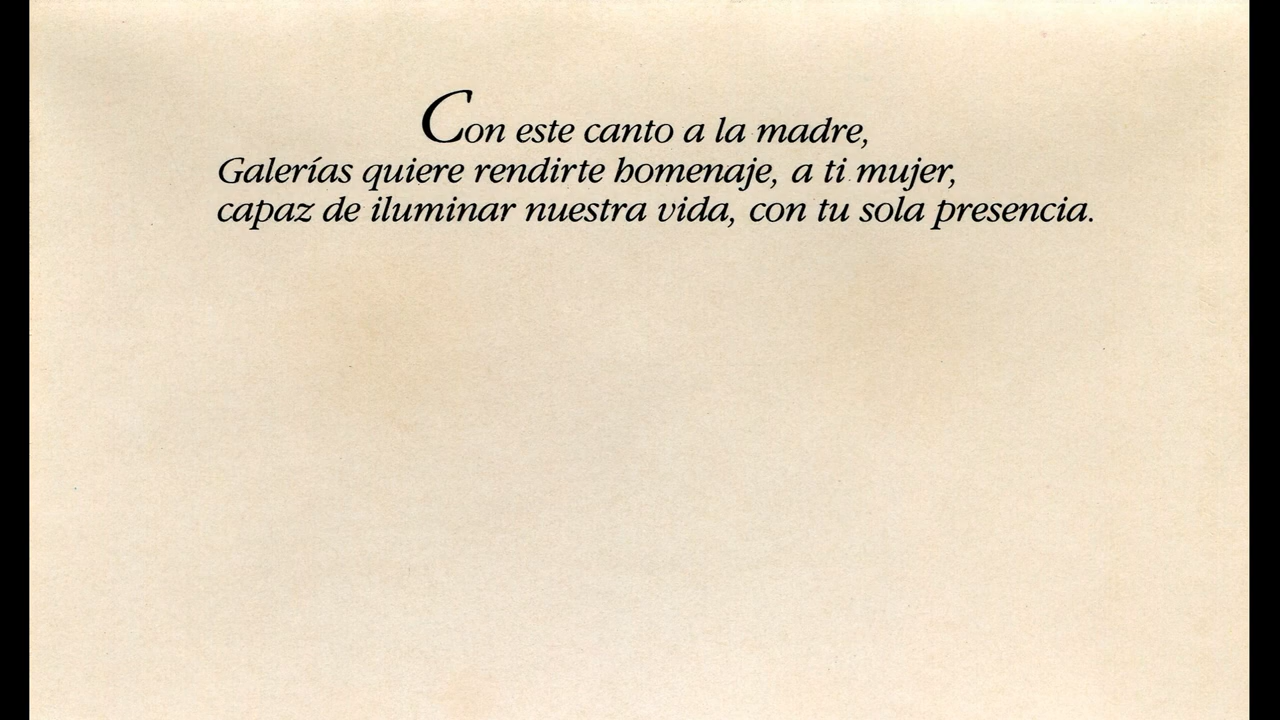 Con este canto a la madre,
Galerías quiere rendirte homenaje, a ti mujer,
capaz de iluminar nuestra vida, con tu sola presencia.